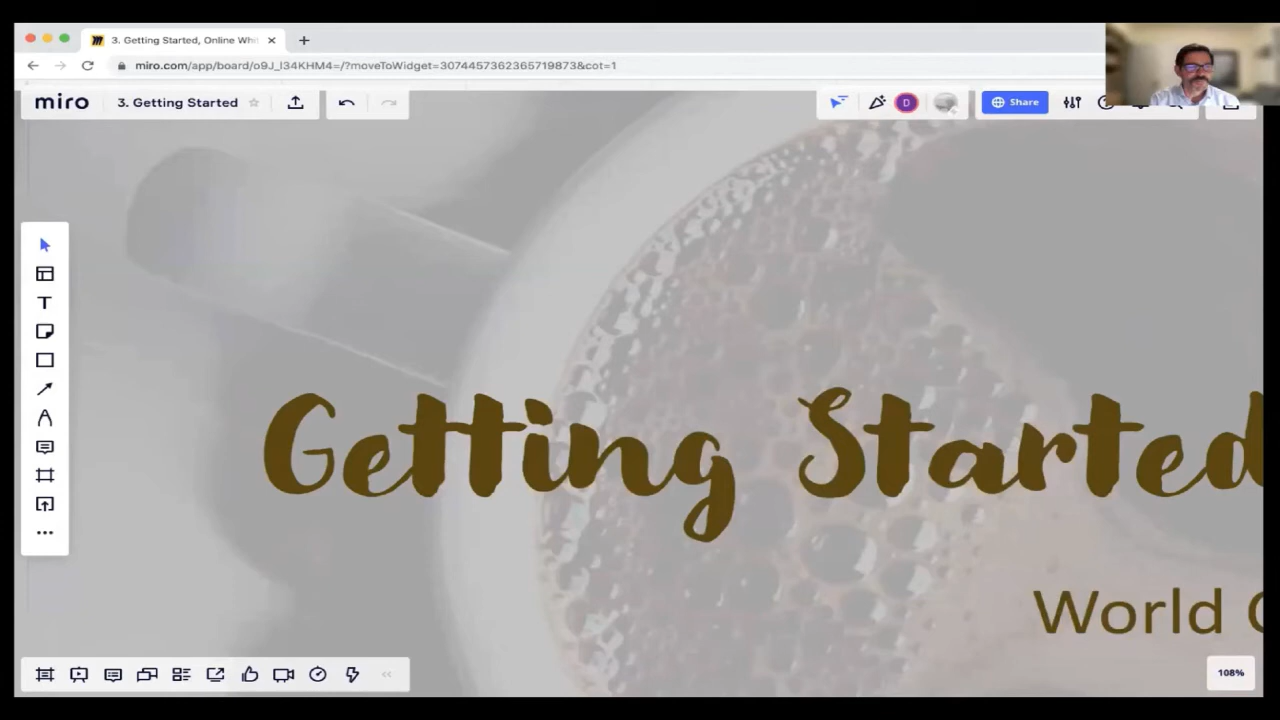 3. Getting Started, Online Whi
miro.com/app/board/o9J_l34KHM4=/?moveToWidget=3074457362365719873&cot=1
miro
3. Getting Started
D
Share
Getting Started
World
108%